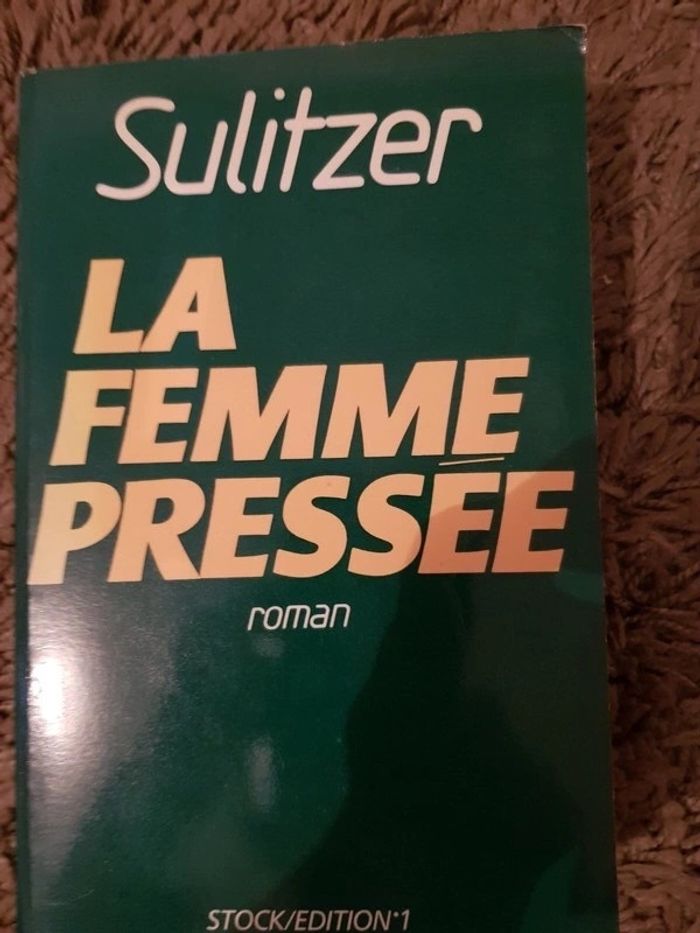 Sulitzer
LA
FEMME
PRESSÉE
roman
STOCK/EDITION•1